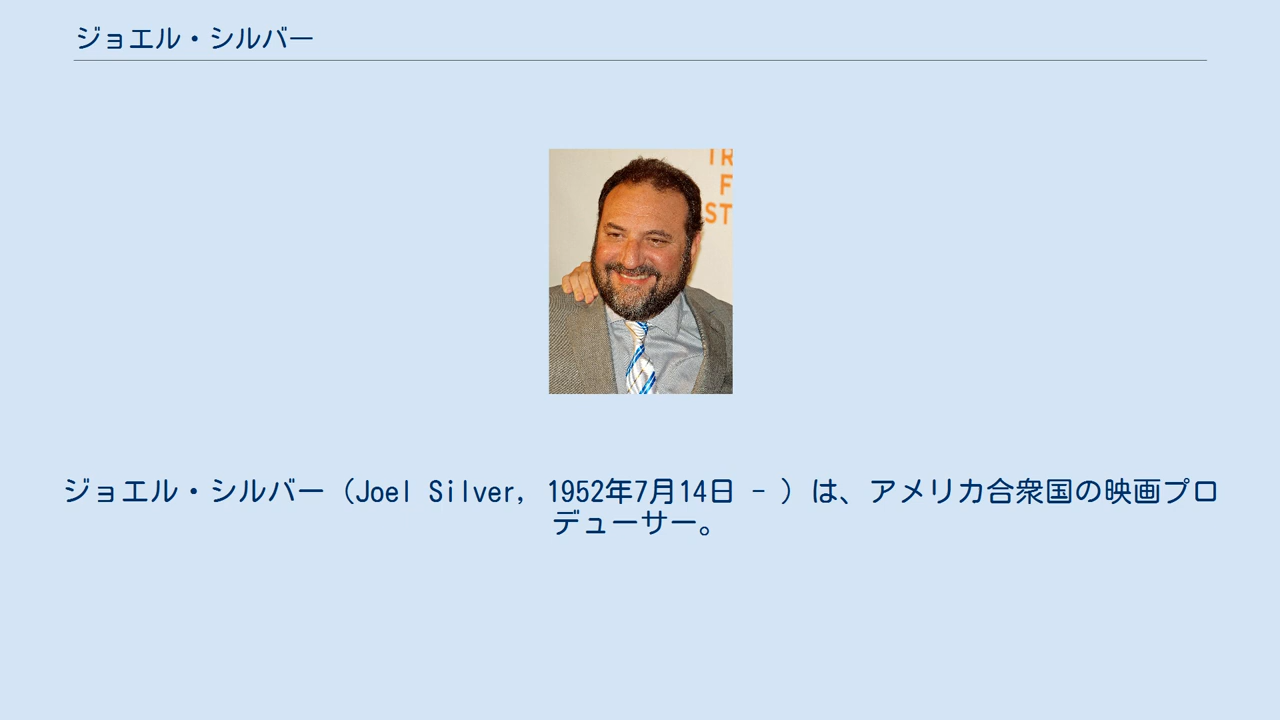 ジョエル・シルバー
TR
F
ST
ジョエル・シルバー（Joel Silver, 1952年7月14日 - ）は、アメリカ合衆国の映画プロ
デューサー。